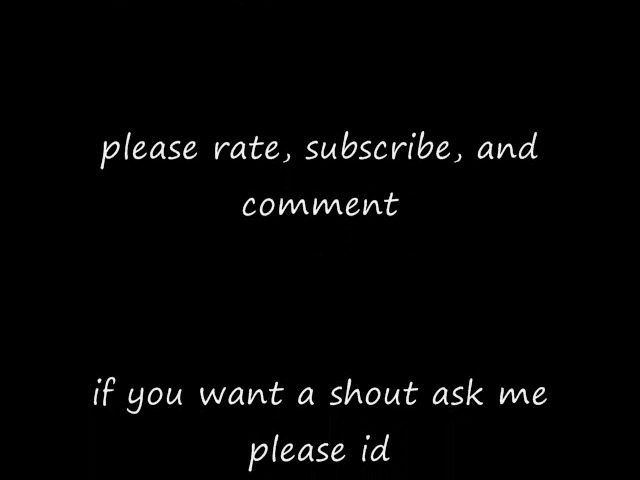 please rate, subscribe, and
comment
if you want a shout ask me
please id